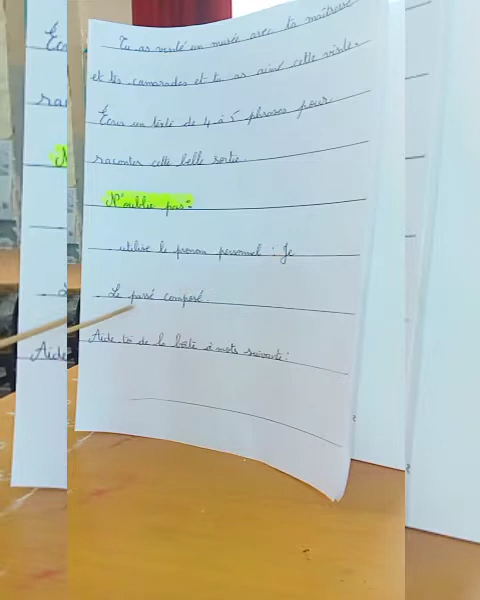 Tu as visité un musée avec ta maîtresse
et tes camarades et tu as aimé cette visite.
Écris un texte de 4 à 5 phrases pour
raconter cette belle sortie.
N'oublie pas:
utilise le pronom personnel : Je
Le passé composé.
Aide toi de la boîte à mots suivante: